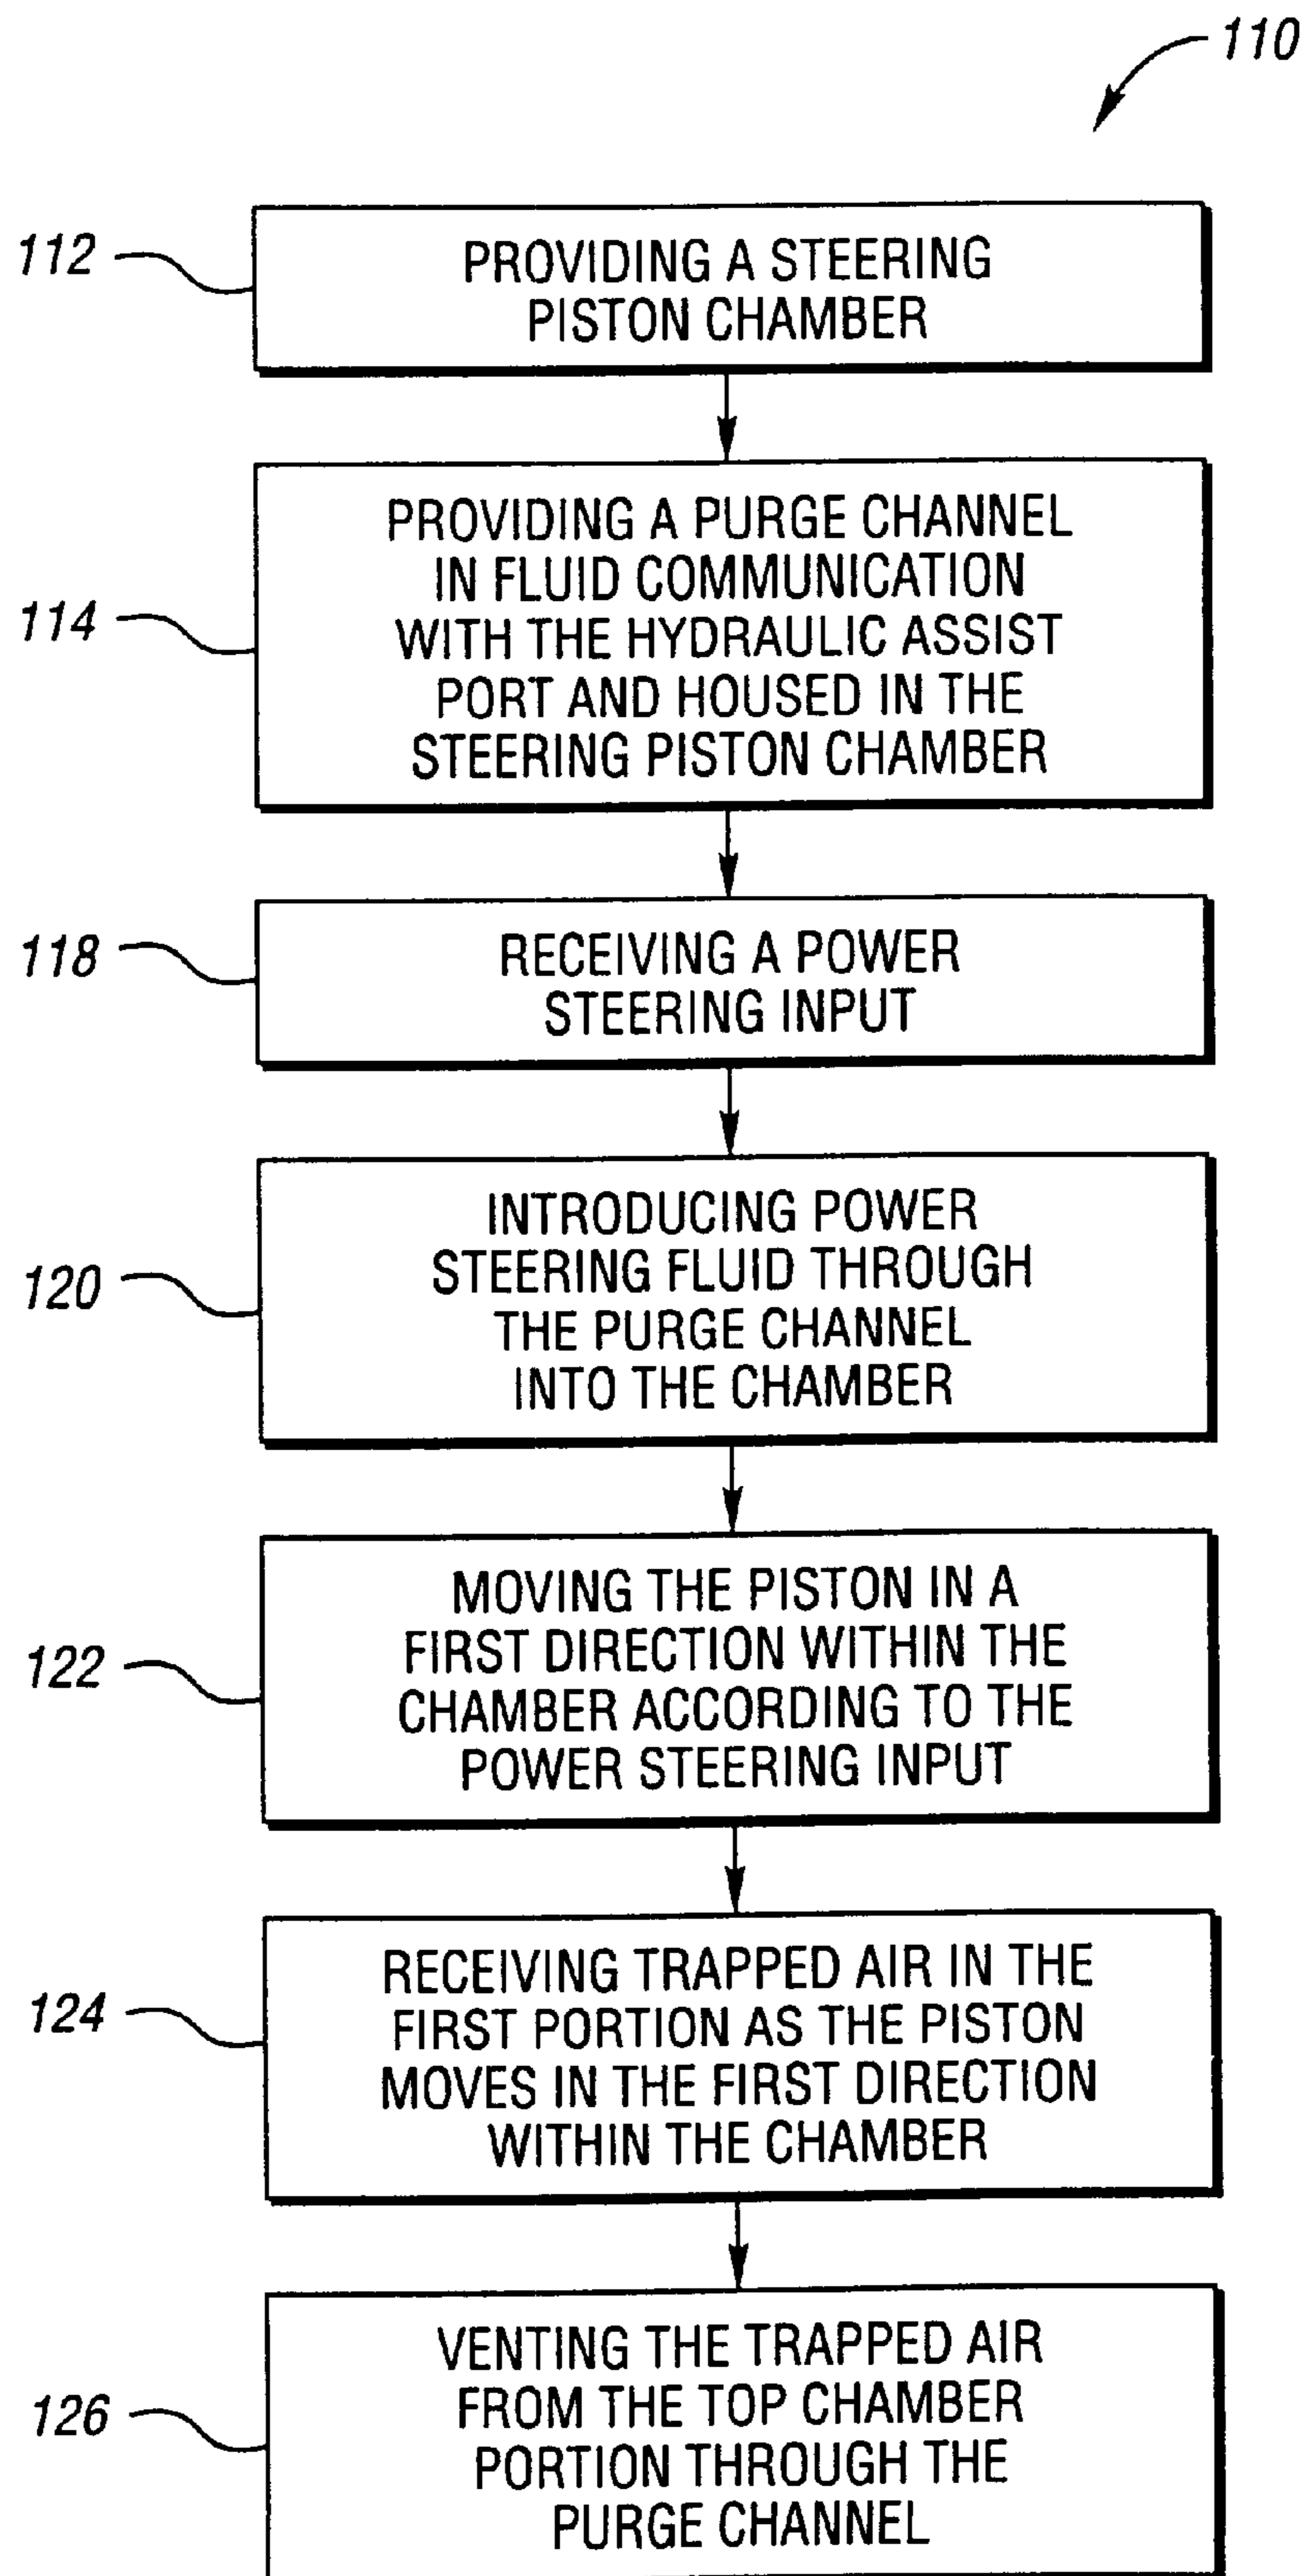 110
112
PROVIDING A STEERING
PISTON CHAMBER
114
PROVIDING A PURGE CHANNEL
IN FLUID COMMUNICATION
WITH THE HYDRAULIC ASSIST
PORT AND HOUSED IN THE
STEERING PISTON CHAMBER
118
RECEIVING A POWER
STEERING INPUT
120
INTRODUCING POWER
STEERING FLUID THROUGH
THE PURGE CHANNEL
INTO THE CHAMBER
122
MOVING THE PISTON IN A
FIRST DIRECTION WITHIN THE
CHAMBER ACCORDING TO THE
POWER STEERING INPUT
124
RECEIVING TRAPPED AIR IN THE
FIRST PORTION AS THE PISTON
MOVES IN THE FIRST DIRECTION
WITHIN THE CHAMBER
126
VENTING THE TRAPPED AIR
FROM THE TOP CHAMBER
PORTION THROUGH THE
PURGE CHANNEL